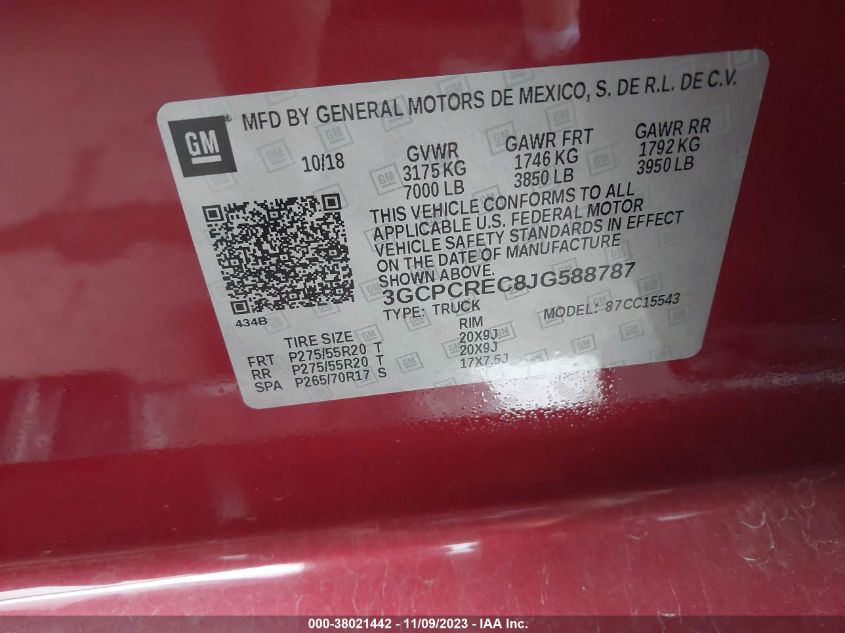 MFD BY GENERAL MOTORS DE MEXICO, S. DE R.L. DE C.V.
GM ®
10/18 GVWR GAWR FRT GAWR RR
3175 KG 1746 KG 1792 KG
7000 LB 3850 LB 3950 LB
THIS VEHICLE CONFORMS TO ALL
APPLICABLE U.S. FEDERAL MOTOR
VEHICLE SAFETY STANDARDS IN EFFECT
ON THE DATE OF MANUFACTURE
SHOWN ABOVE.
3GCPCREC8JG588787
434B
TYPE: TRUCK MODEL: 87CC15543
TIRE SIZE RIM
FRT P275/55R20 T 20X9J
RR P275/55R20 T 20X9J
SPA P265/70R17 S 17X7.5J
000-38021442 - 11/09/2023 - IAA Inc.